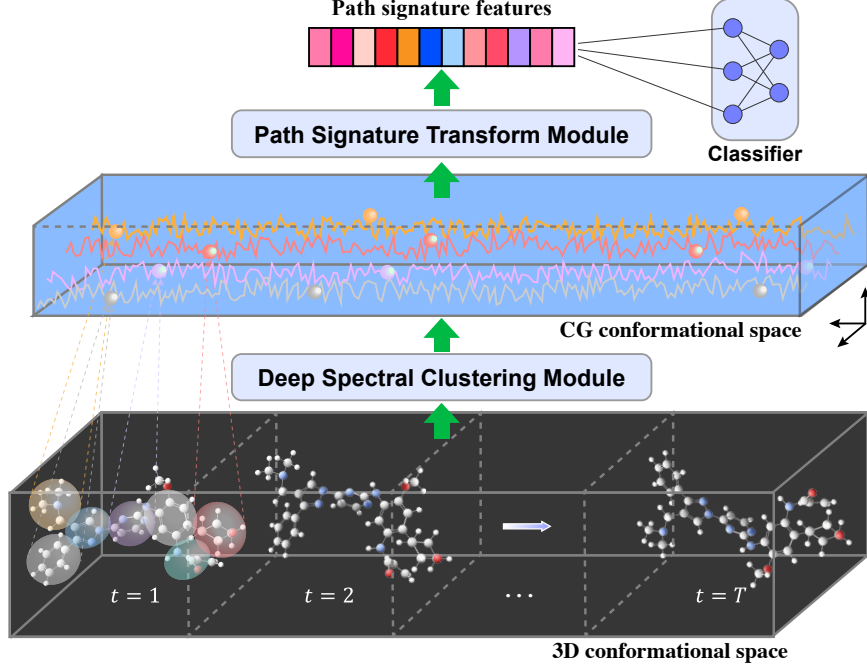 Path signature features
Path Signature Transform Module
Classifier
CG conformational space
Deep Spectral Clustering Module
t = 1
t = 2
...
t = T
3D conformational space